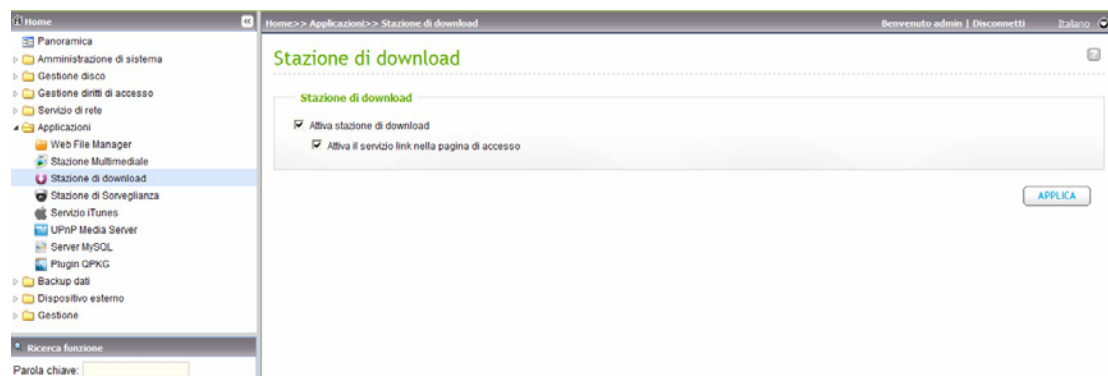 Home
Home>> Applicazioni>> Stazione di download
Benvenuto admin | Disconnetti
Italiano
Panoramica
Amministrazione di sistema
Gestione disco
Gestione diritti di accesso
Servizio di rete
Applicazioni
Web File Manager
Stazione Multimediale
Stazione di download
Stazione di Sorveglianza
Servizio iTunes
UPnP Media Server
Server MySQL
Plugin QPKG
Backup dati
Dispositivo esterno
Gestione
Ricerca funzione
Parola chiave:
Stazione di download
Stazione di download
Attiva stazione di download
Attiva il servizio link nella pagina di accesso
APPLICA